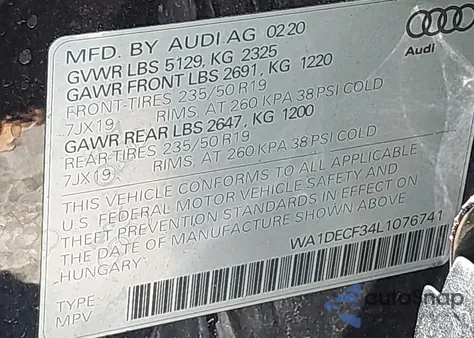 MFD. BY AUDI AG 02 20
GVWR LBS 5129, KG 2325
GAWR FRONT LBS 2691, KG 1220
FRONT-TIRES 235/50 R19
7JX19 RIMS, AT 260 KPA 38 PSI COLD
GAWR REAR LBS 2647, KG 1200
REAR-TIRES 235/50 R19
7JX19 RIMS, AT 260 KPA 38 PSI COLD
THIS VEHICLE CONFORMS TO ALL APPLICABLE
U.S. FEDERAL MOTOR VEHICLE SAFETY AND
THEFT PREVENTION STANDARDS IN EFFECT ON
THE DATE OF MANUFACTURE SHOWN ABOVE.
HUNGARY
WA1DECF34L1076741
TYPE
MPV
Audi
autoSnap